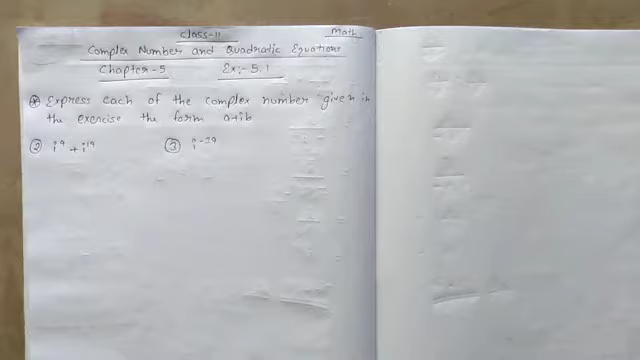 Class-11 Math
Complex Number and Quadratic Equations
Chapter-5 Ex:-5.1
Ⓐ Express each of the complex number given in
the exercise the form a+ib
② i⁹ + i¹⁹ ③ i⁻³⁹